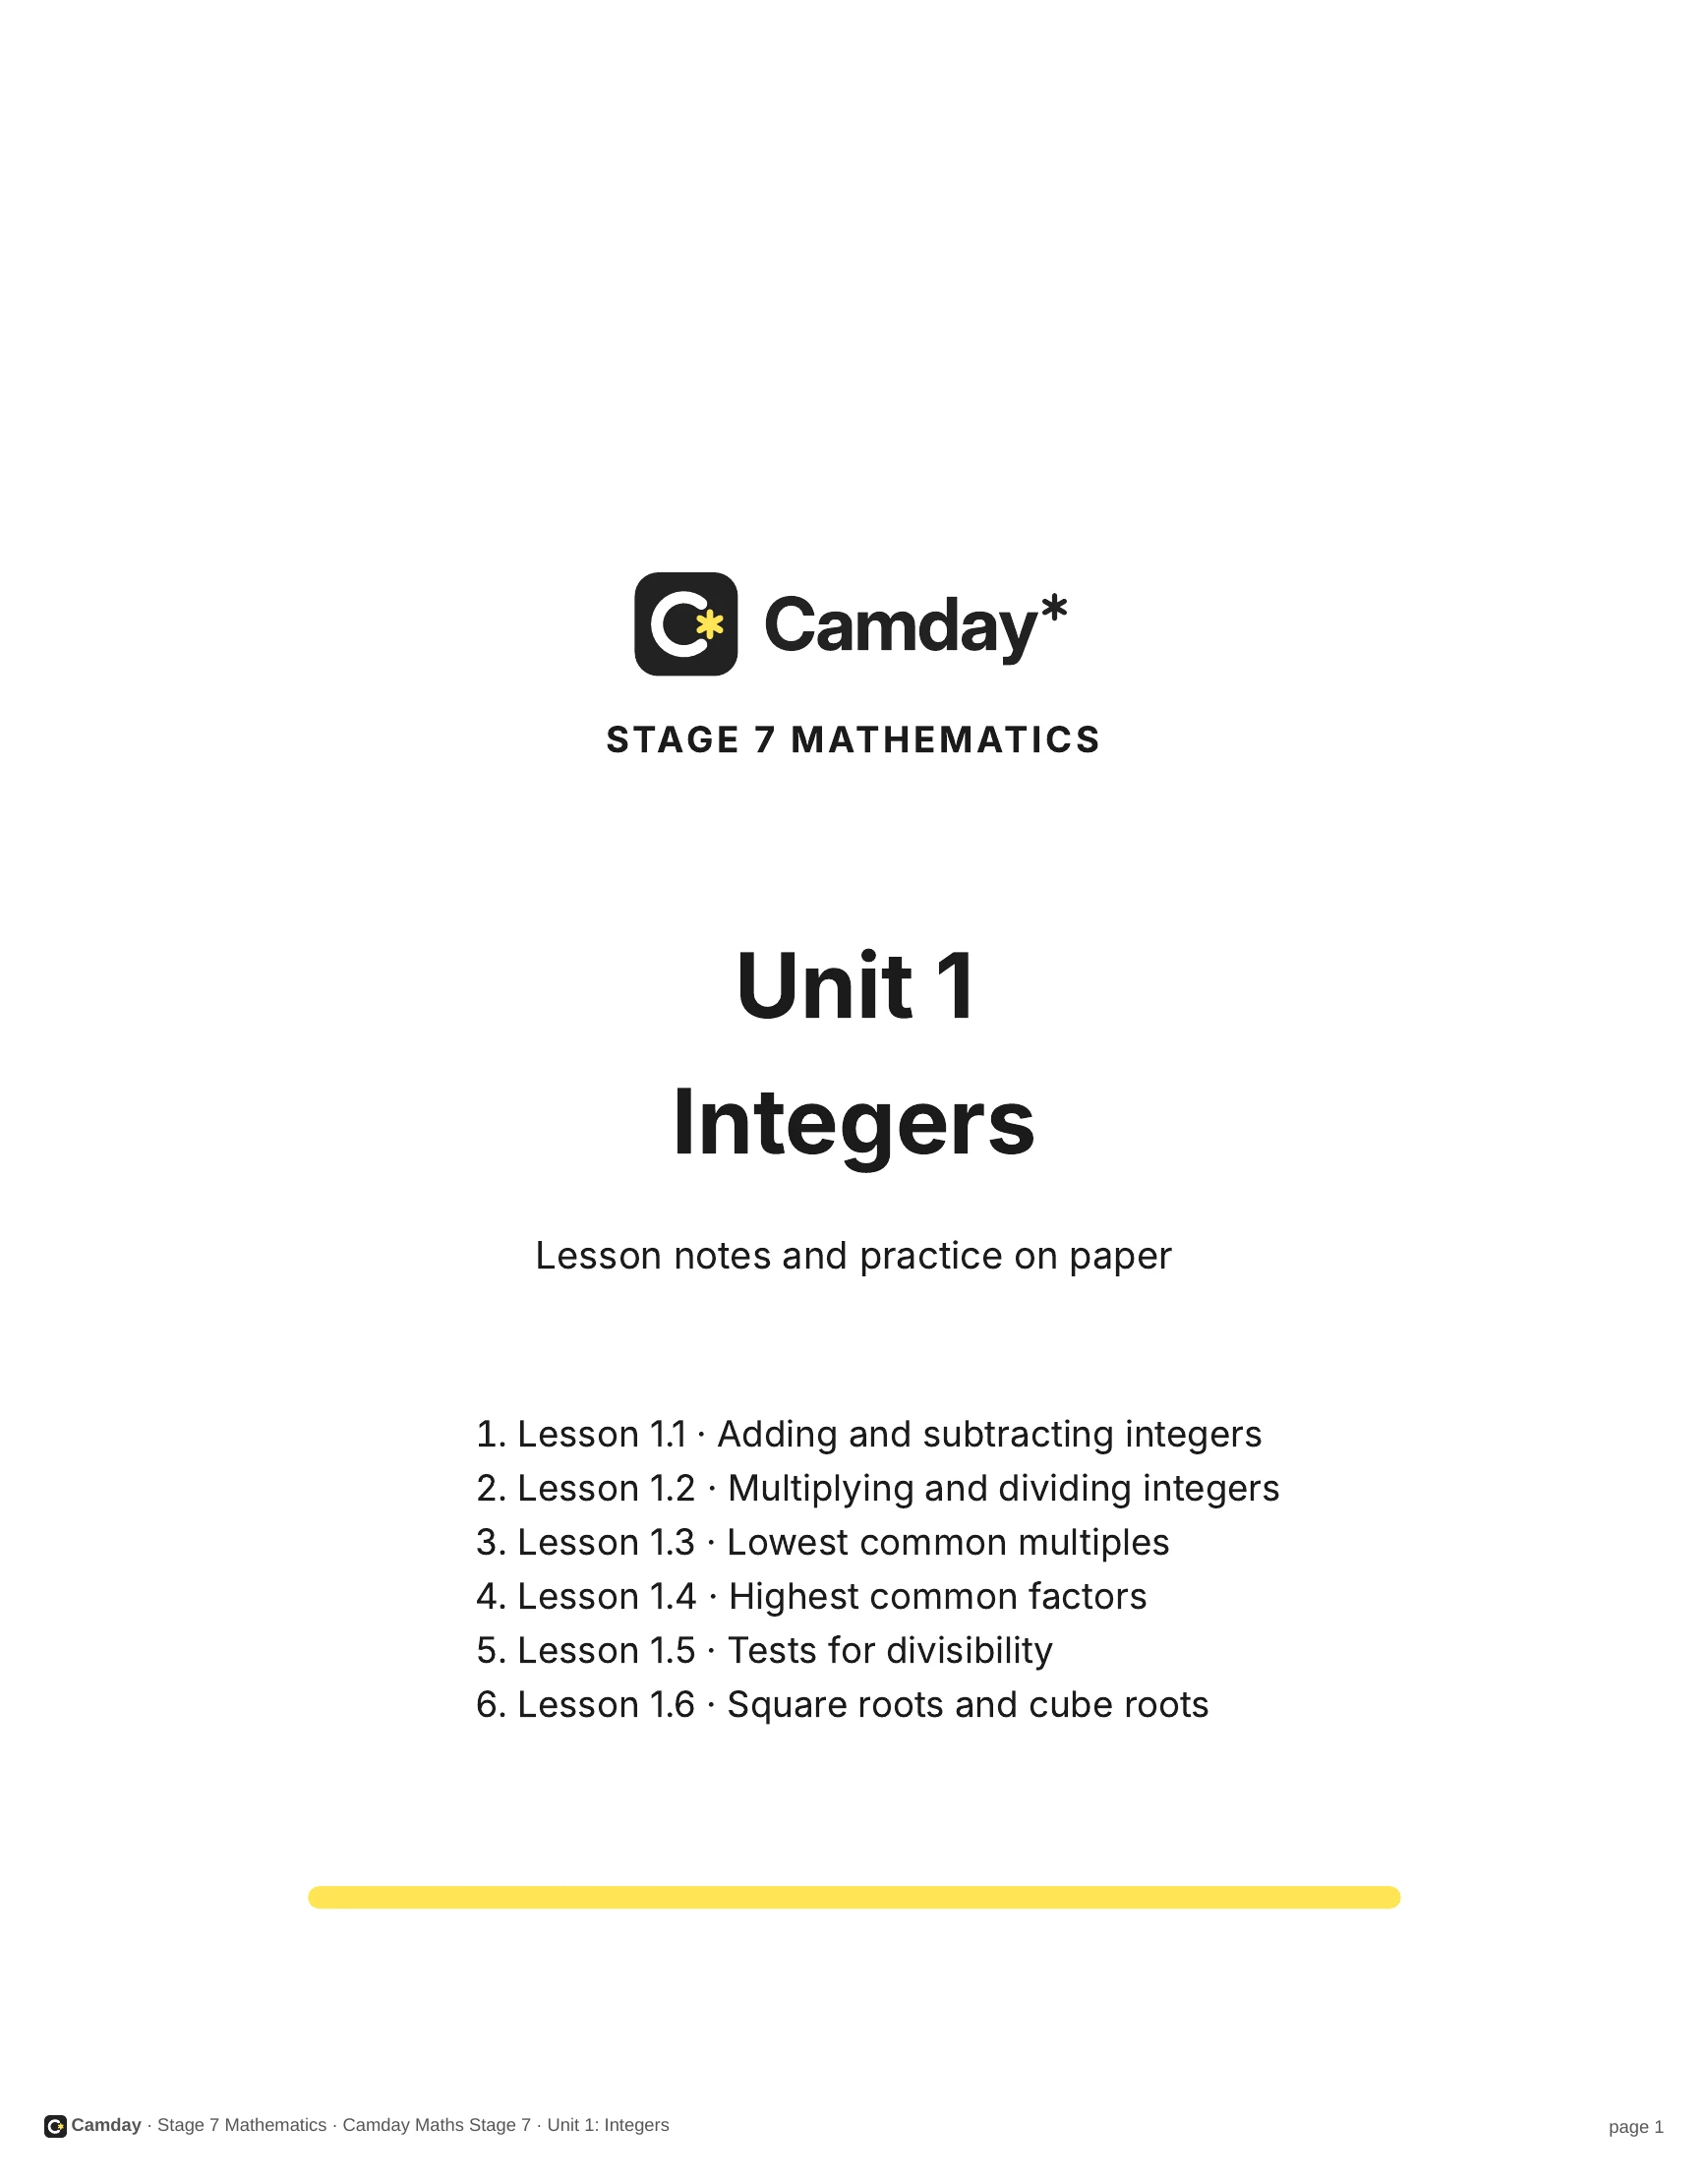 Camday*
STAGE 7 MATHEMATICS
Unit 1
Integers
Lesson notes and practice on paper
1. Lesson 1.1 · Adding and subtracting integers
2. Lesson 1.2 · Multiplying and dividing integers
3. Lesson 1.3 · Lowest common multiples
4. Lesson 1.4 · Highest common factors
5. Lesson 1.5 · Tests for divisibility
6. Lesson 1.6 · Square roots and cube roots
Camday · Stage 7 Mathematics · Camday Maths Stage 7 · Unit 1: Integers
page 1